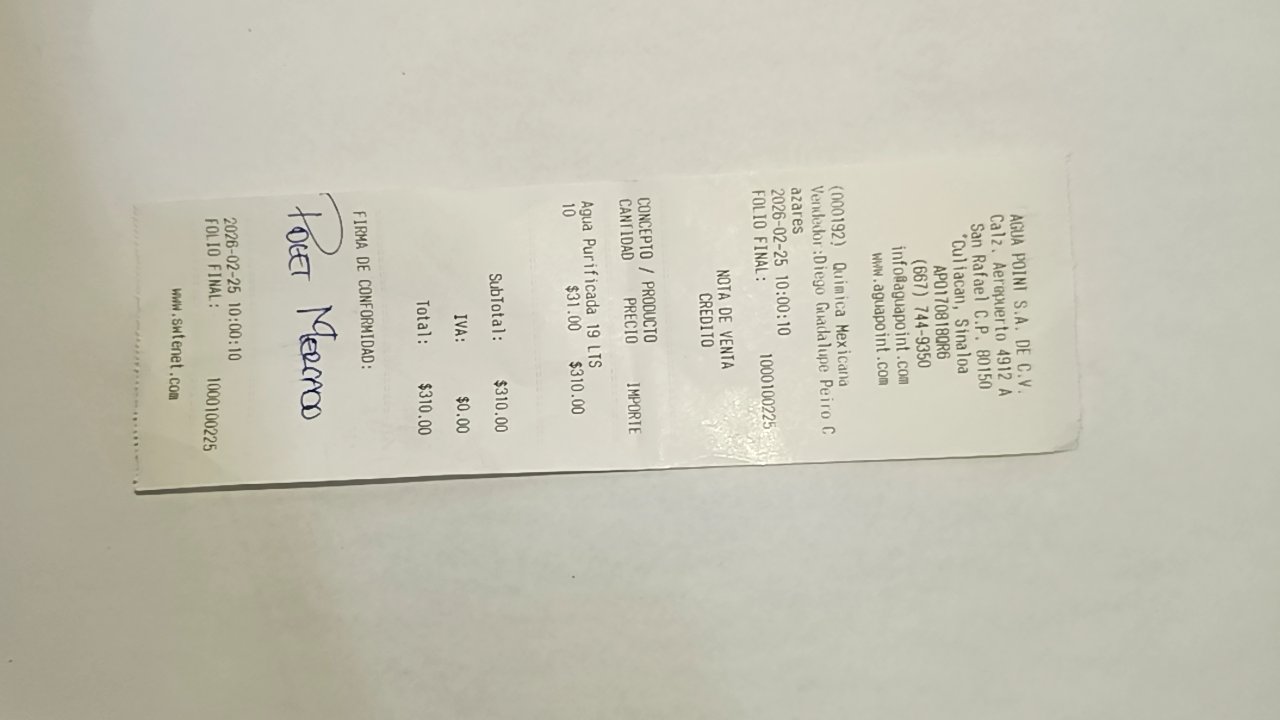 AGUA POINT S.A. DE C.V.
Calz. Aeropuerto 4912 A
San Rafael C.P. 80150
"Culiacan, Sinaloa
APO170818QR6
(667) 744-9350
info@aguapoint.com
www.aguapoint.com
(000192) Quimica Mexicana
Vendedor:Diego Guadalupe Peiro C
azares
2026-02-25 10:00:10
FOLIO FINAL: 1000100225
NOTA DE VENTA
CREDITO
CONCEPTO / PRODUCTO
CANTIDAD PRECIO IMPORTE
Agua Purificada 19 LTS
10 $31.00 $310.00
SubTotal: $310.00
IVA: $0.00
Total: $310.00
FIRMA DE CONFORMIDAD:
MERCADO
2026-02-25 10:00:10
FOLIO FINAL: 1000100225
www.swtenet.com